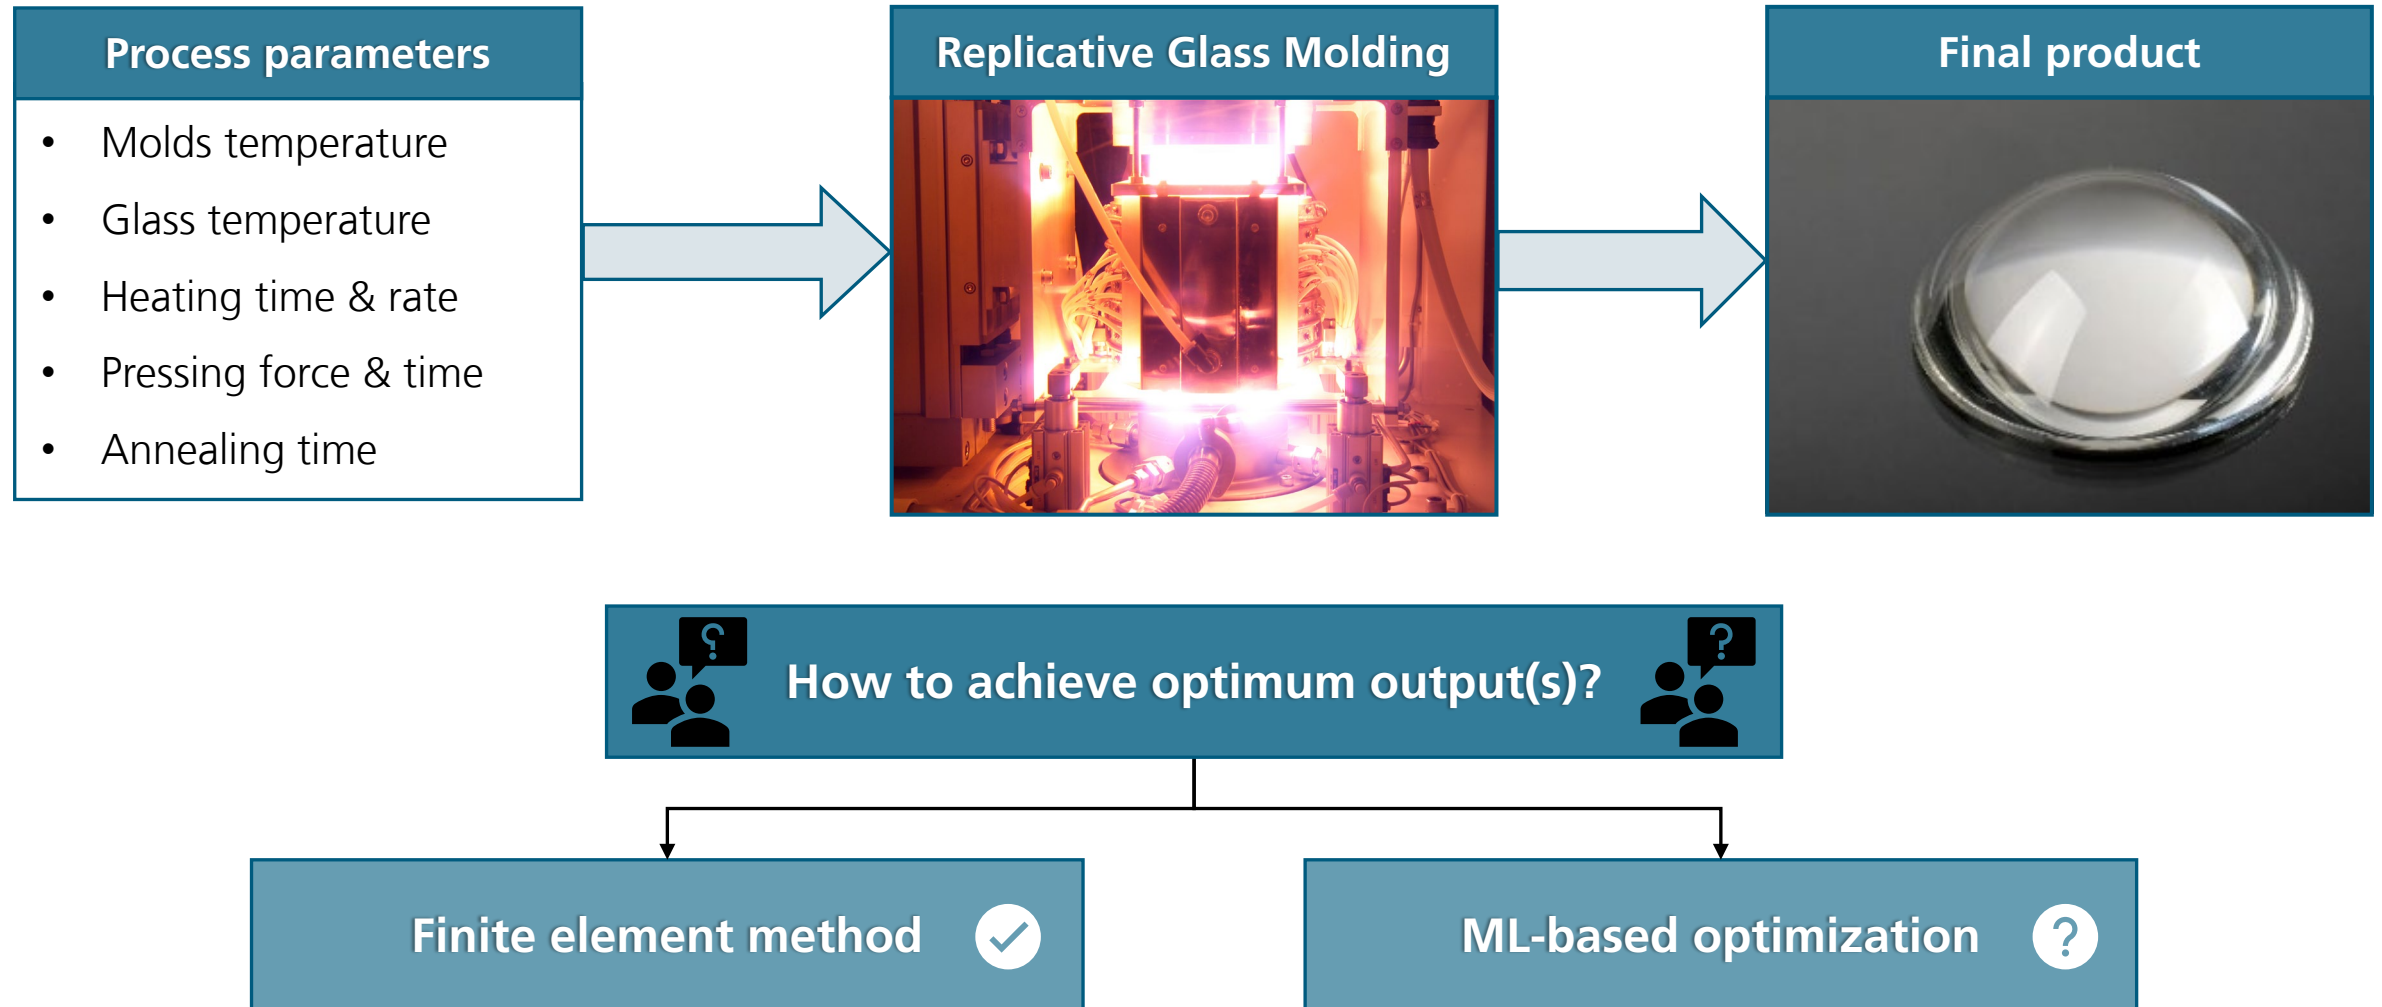 Process parameters
• Molds temperature
• Glass temperature
• Heating time & rate
• Pressing force & time
• Annealing time
Replicative Glass Molding
Final product
? How to achieve optimum output(s)? ?
Finite element method
ML-based optimization ?